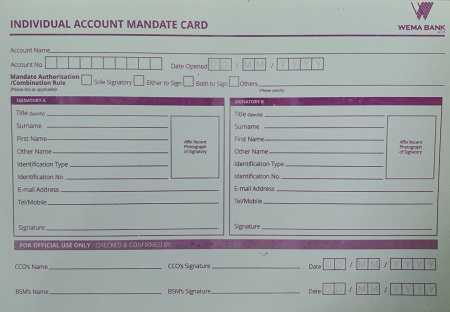 INDIVIDUAL ACCOUNT MANDATE CARD
WEMA BANK
Account Name
Account No. Date Opened D D / M M / Y Y Y Y
Mandate Authorisation
/Combination Rule Sole Signatory Either to Sign Both to Sign Others
(Please tick as applicable) (specify)
SIGNATORY A
Title (Specify)
Surname
First Name
Other Name
Identification Type
Identification No.
E-mail Address
Tel/Mobile
Signature
Affix Recent
Photograph
of Signatory
SIGNATORY B
Title (Specify)
Surname
First Name
Other Name
Identification Type
Identification No.
E-mail Address
Tel/Mobile
Signature
Affix Recent
Photograph
of Signatory
FOR OFFICIAL USE ONLY - CHECKED & CONFIRMED BY:
CCO's Name CCO's Signature Date D D / M M / Y Y Y Y
BSM's Name BSM's Signature Date D D / M M / Y Y Y Y